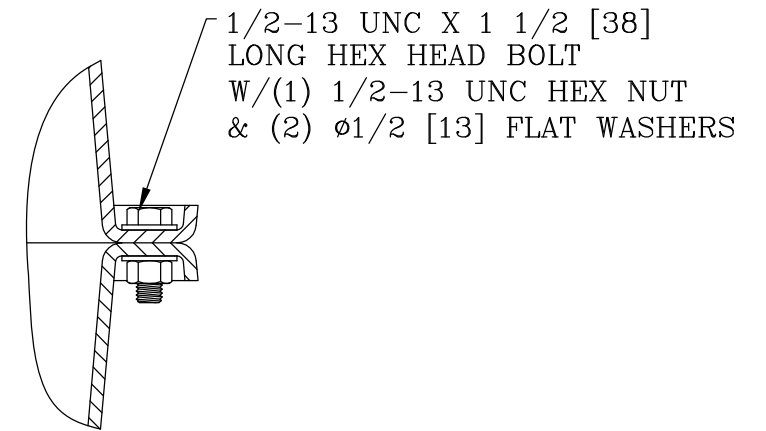 1/2-13 UNC X 1 1/2 [38]
LONG HEX HEAD BOLT
W/(1) 1/2-13 UNC HEX NUT
& (2) ø1/2 [13] FLAT WASHERS